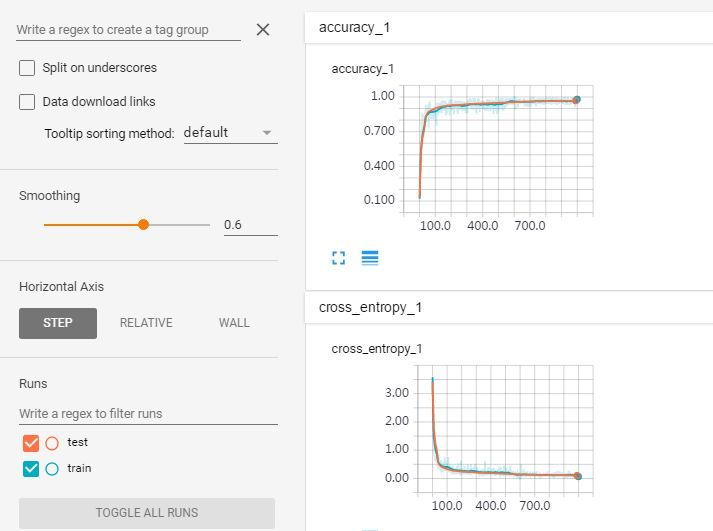 Write a regex to create a tag group
Split on underscores
Data download links
Tooltip sorting method: default
Smoothing
0.6
Horizontal Axis
STEP RELATIVE WALL
Runs
Write a regex to filter runs
test
train
TOGGLE ALL RUNS
accuracy_1
accuracy_1
1.00
0.700
0.400
0.100
100.0 400.0 700.0
cross_entropy_1
cross_entropy_1
3.00
2.00
1.00
0.00
100.0 400.0 700.0